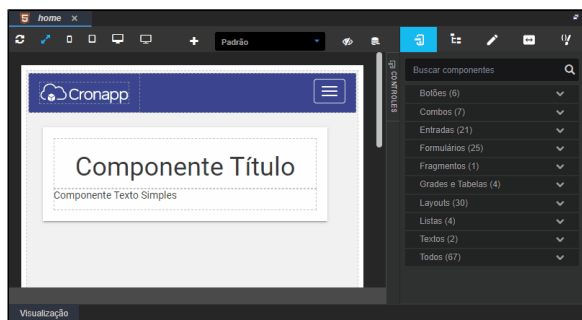 home
Padrão
CONTROLES
Buscar componentes
Botões (6)
Combos (7)
Entradas (21)
Formulários (25)
Fragmentos (1)
Grades e Tabelas (4)
Layouts (30)
Listas (4)
Textos (2)
Todos (67)
Cronapp
Componente Título
Componente Texto Simples
Visualização